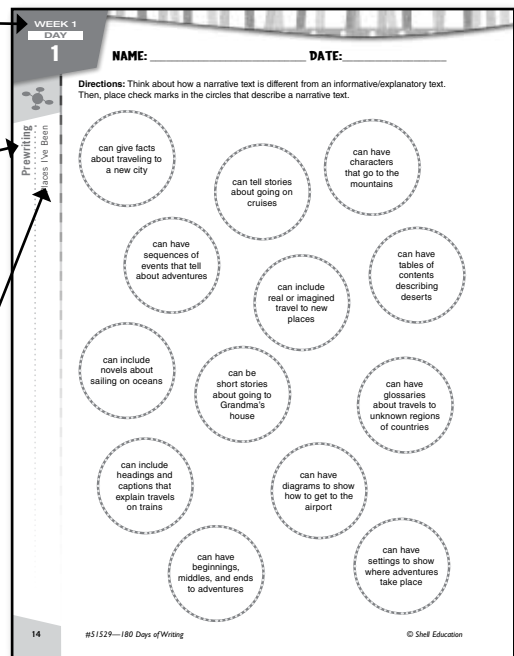 WEEK 1
DAY
1
NAME: ______________________ DATE:________________
Directions: Think about how a narrative text is different from an informative/explanatory text.
Then, place check marks in the circles that describe a narrative text.
Prewriting
laces I've Been
can give facts
about traveling to
a new city
can tell stories
about going on
cruises
can have
characters
that go to the
mountains
can have
sequences of
events that tell
about adventures
can include
real or imagined
travel to new
places
can have
tables of
contents
describing
deserts
can include
novels about
sailing on oceans
can be
short stories
about going to
Grandma's
house
can have
glossaries
about travels to
unknown regions
of countries
can include
headings and
captions that
explain travels
on trains
can have
diagrams to show
how to get to the
airport
can have
beginnings,
middles, and ends
to adventures
can have
settings to show
where adventures
take place
14
#51529—180 Days of Writing
© Shell Education